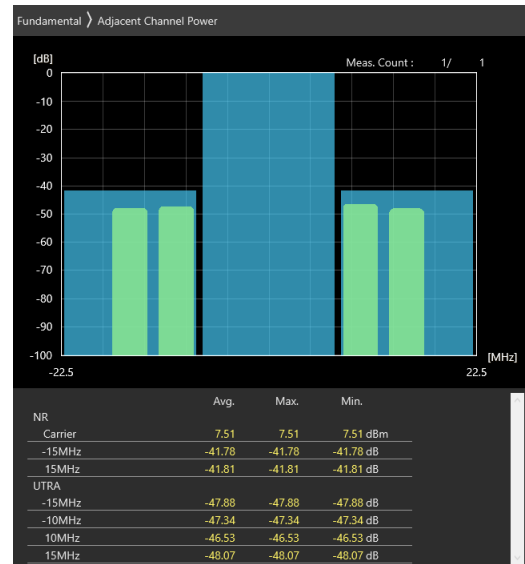 Fundamental 〉 Adjacent Channel Power
[dB]
Meas. Count : 1/ 1
0
-10
-20
-30
-40
-50
-60
-70
-80
-90
-100
[MHz]
-22.5 22.5
Avg. Max. Min.
NR
Carrier 7.51 7.51 7.51 dBm
-15MHz -41.78 -41.78 -41.78 dB
15MHz -41.81 -41.81 -41.81 dB
UTRA
-15MHz -47.88 -47.88 -47.88 dB
-10MHz -47.34 -47.34 -47.34 dB
10MHz -46.53 -46.53 -46.53 dB
15MHz -48.07 -48.07 -48.07 dB